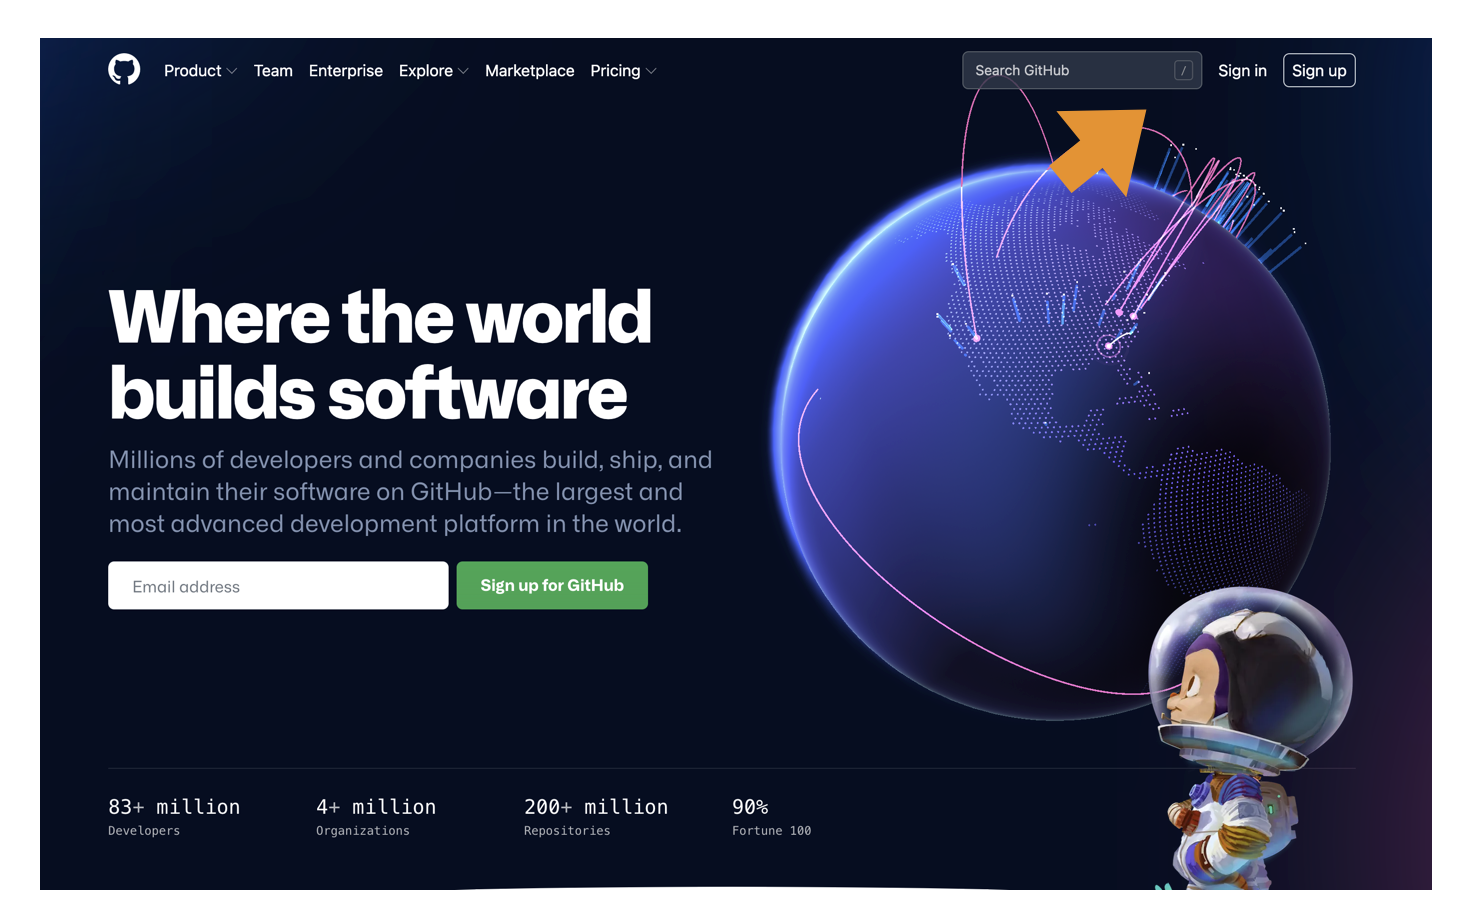 Product Team Enterprise Explore Marketplace Pricing Search GitHub / Sign in Sign up
Where the world
builds software
Millions of developers and companies build, ship, and
maintain their software on GitHub—the largest and
most advanced development platform in the world.
Email address Sign up for GitHub
83+ million 4+ million 200+ million 90%
Developers Organizations Repositories Fortune 100